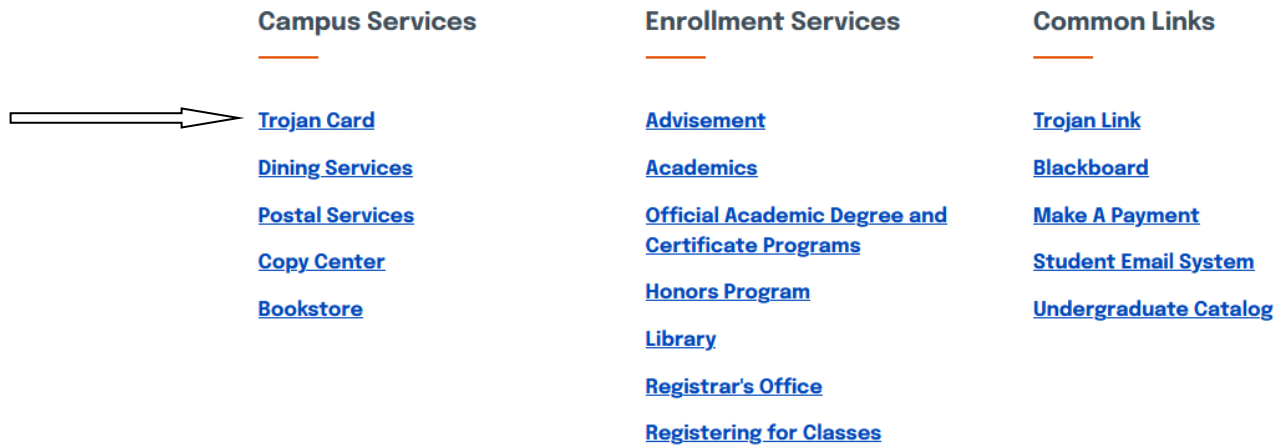 Campus Services
Trojan Card
Dining Services
Postal Services
Copy Center
Bookstore
Enrollment Services
Advisement
Academics
Official Academic Degree and
Certificate Programs
Honors Program
Library
Registrar's Office
Registering for Classes
Common Links
Trojan Link
Blackboard
Make A Payment
Student Email System
Undergraduate Catalog